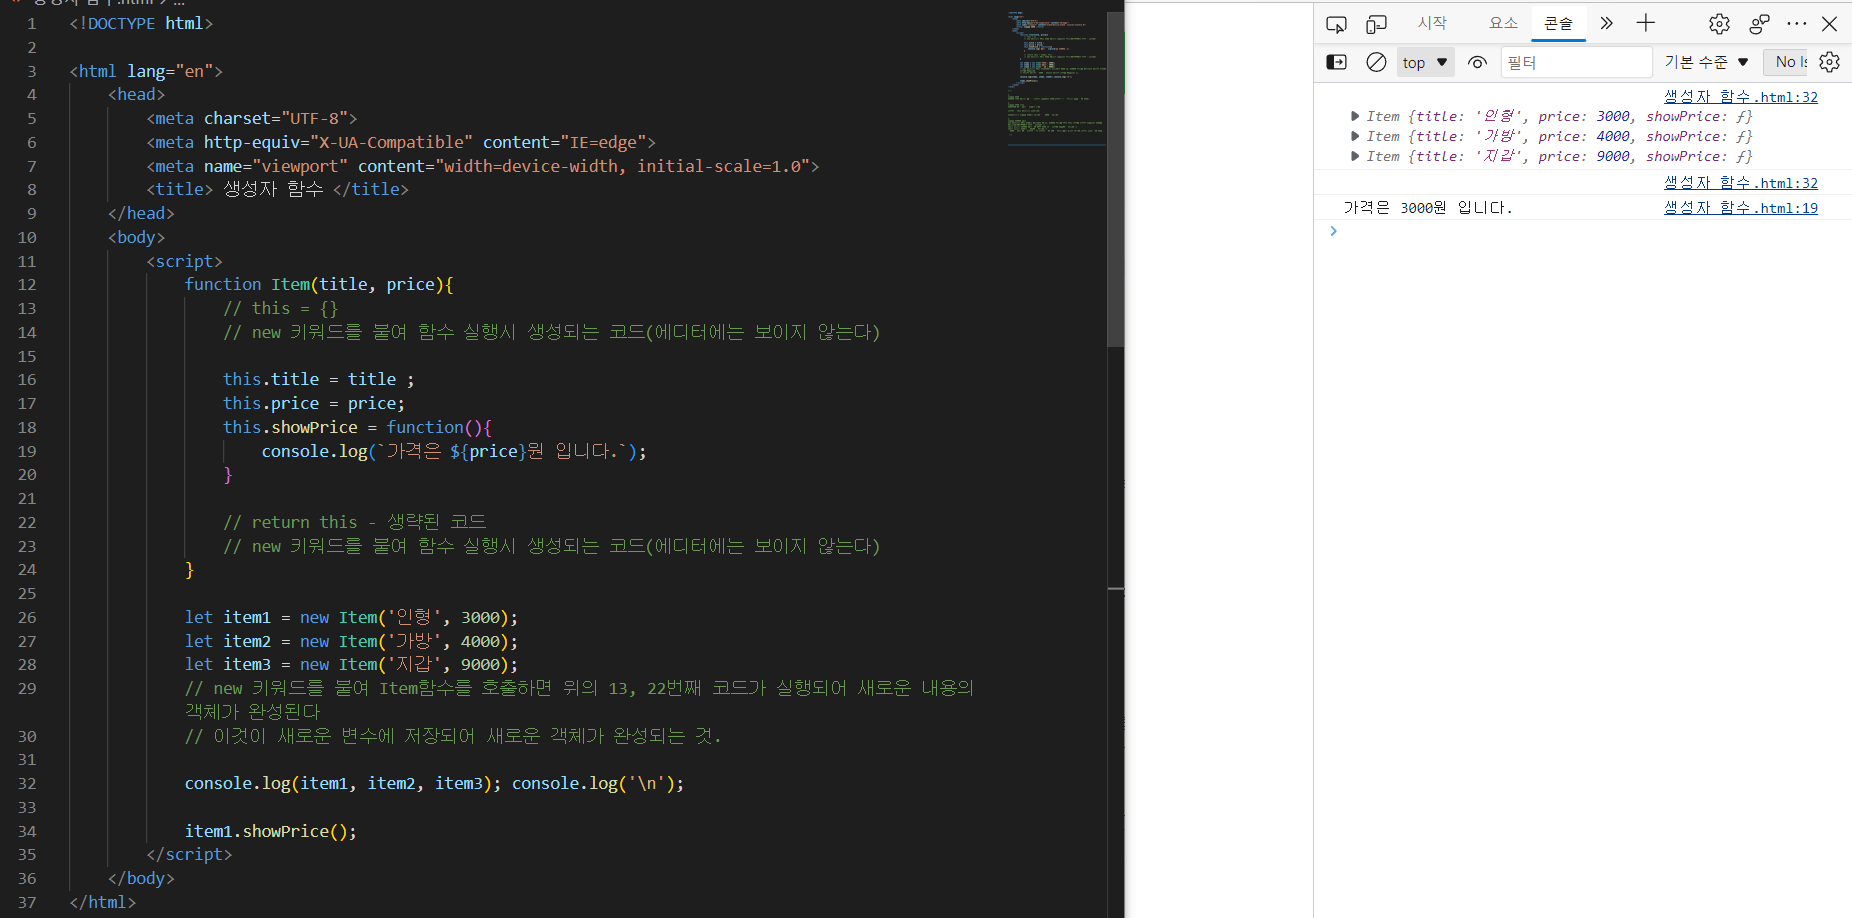 1 <!DOCTYPE html>
2
3 <html lang="en">
4 <head>
5 <meta charset="UTF-8">
6 <meta http-equiv="X-UA-Compatible" content="IE=edge">
7 <meta name="viewport" content="width=device-width, initial-scale=1.0">
8 <title> 생성자 함수 </title>
9 </head>
10 <body>
11 <script>
12 function Item(title, price){
13 // this = {}
14 // new 키워드를 붙여 함수 실행시 생성되는 코드(에디터에는 보이지 않는다)
15
16 this.title = title ;
17 this.price = price;
18 this.showPrice = function(){
19 console.log(`가격은 ${price}원 입니다.`);
20 }
21
22 // return this - 생략된 코드
23 // new 키워드를 붙여 함수 실행시 생성되는 코드(에디터에는 보이지 않는다)
24 }
25
26 let item1 = new Item('인형', 3000);
27 let item2 = new Item('가방', 4000);
28 let item3 = new Item('지갑', 9000);
29 // new 키워드를 붙여 Item함수를 호출하면 위의 13, 22번째 코드가 실행되어 새로운 내용의
객체가 완성된다
30 // 이것이 새로운 변수에 저장되어 새로운 객체가 완성되는 것.
31
32 console.log(item1, item2, item3); console.log('\n');
33
34 item1.showPrice();
35 </script>
36 </body>
37 </html>
시작 요소 콘솔
top 필터 기본 수준 No Is
생성자 함수.html:32
Item {title: '인형', price: 3000, showPrice: ƒ}
Item {title: '가방', price: 4000, showPrice: ƒ}
Item {title: '지갑', price: 9000, showPrice: ƒ}
생성자 함수.html:32
가격은 3000원 입니다. 생성자 함수.html:19